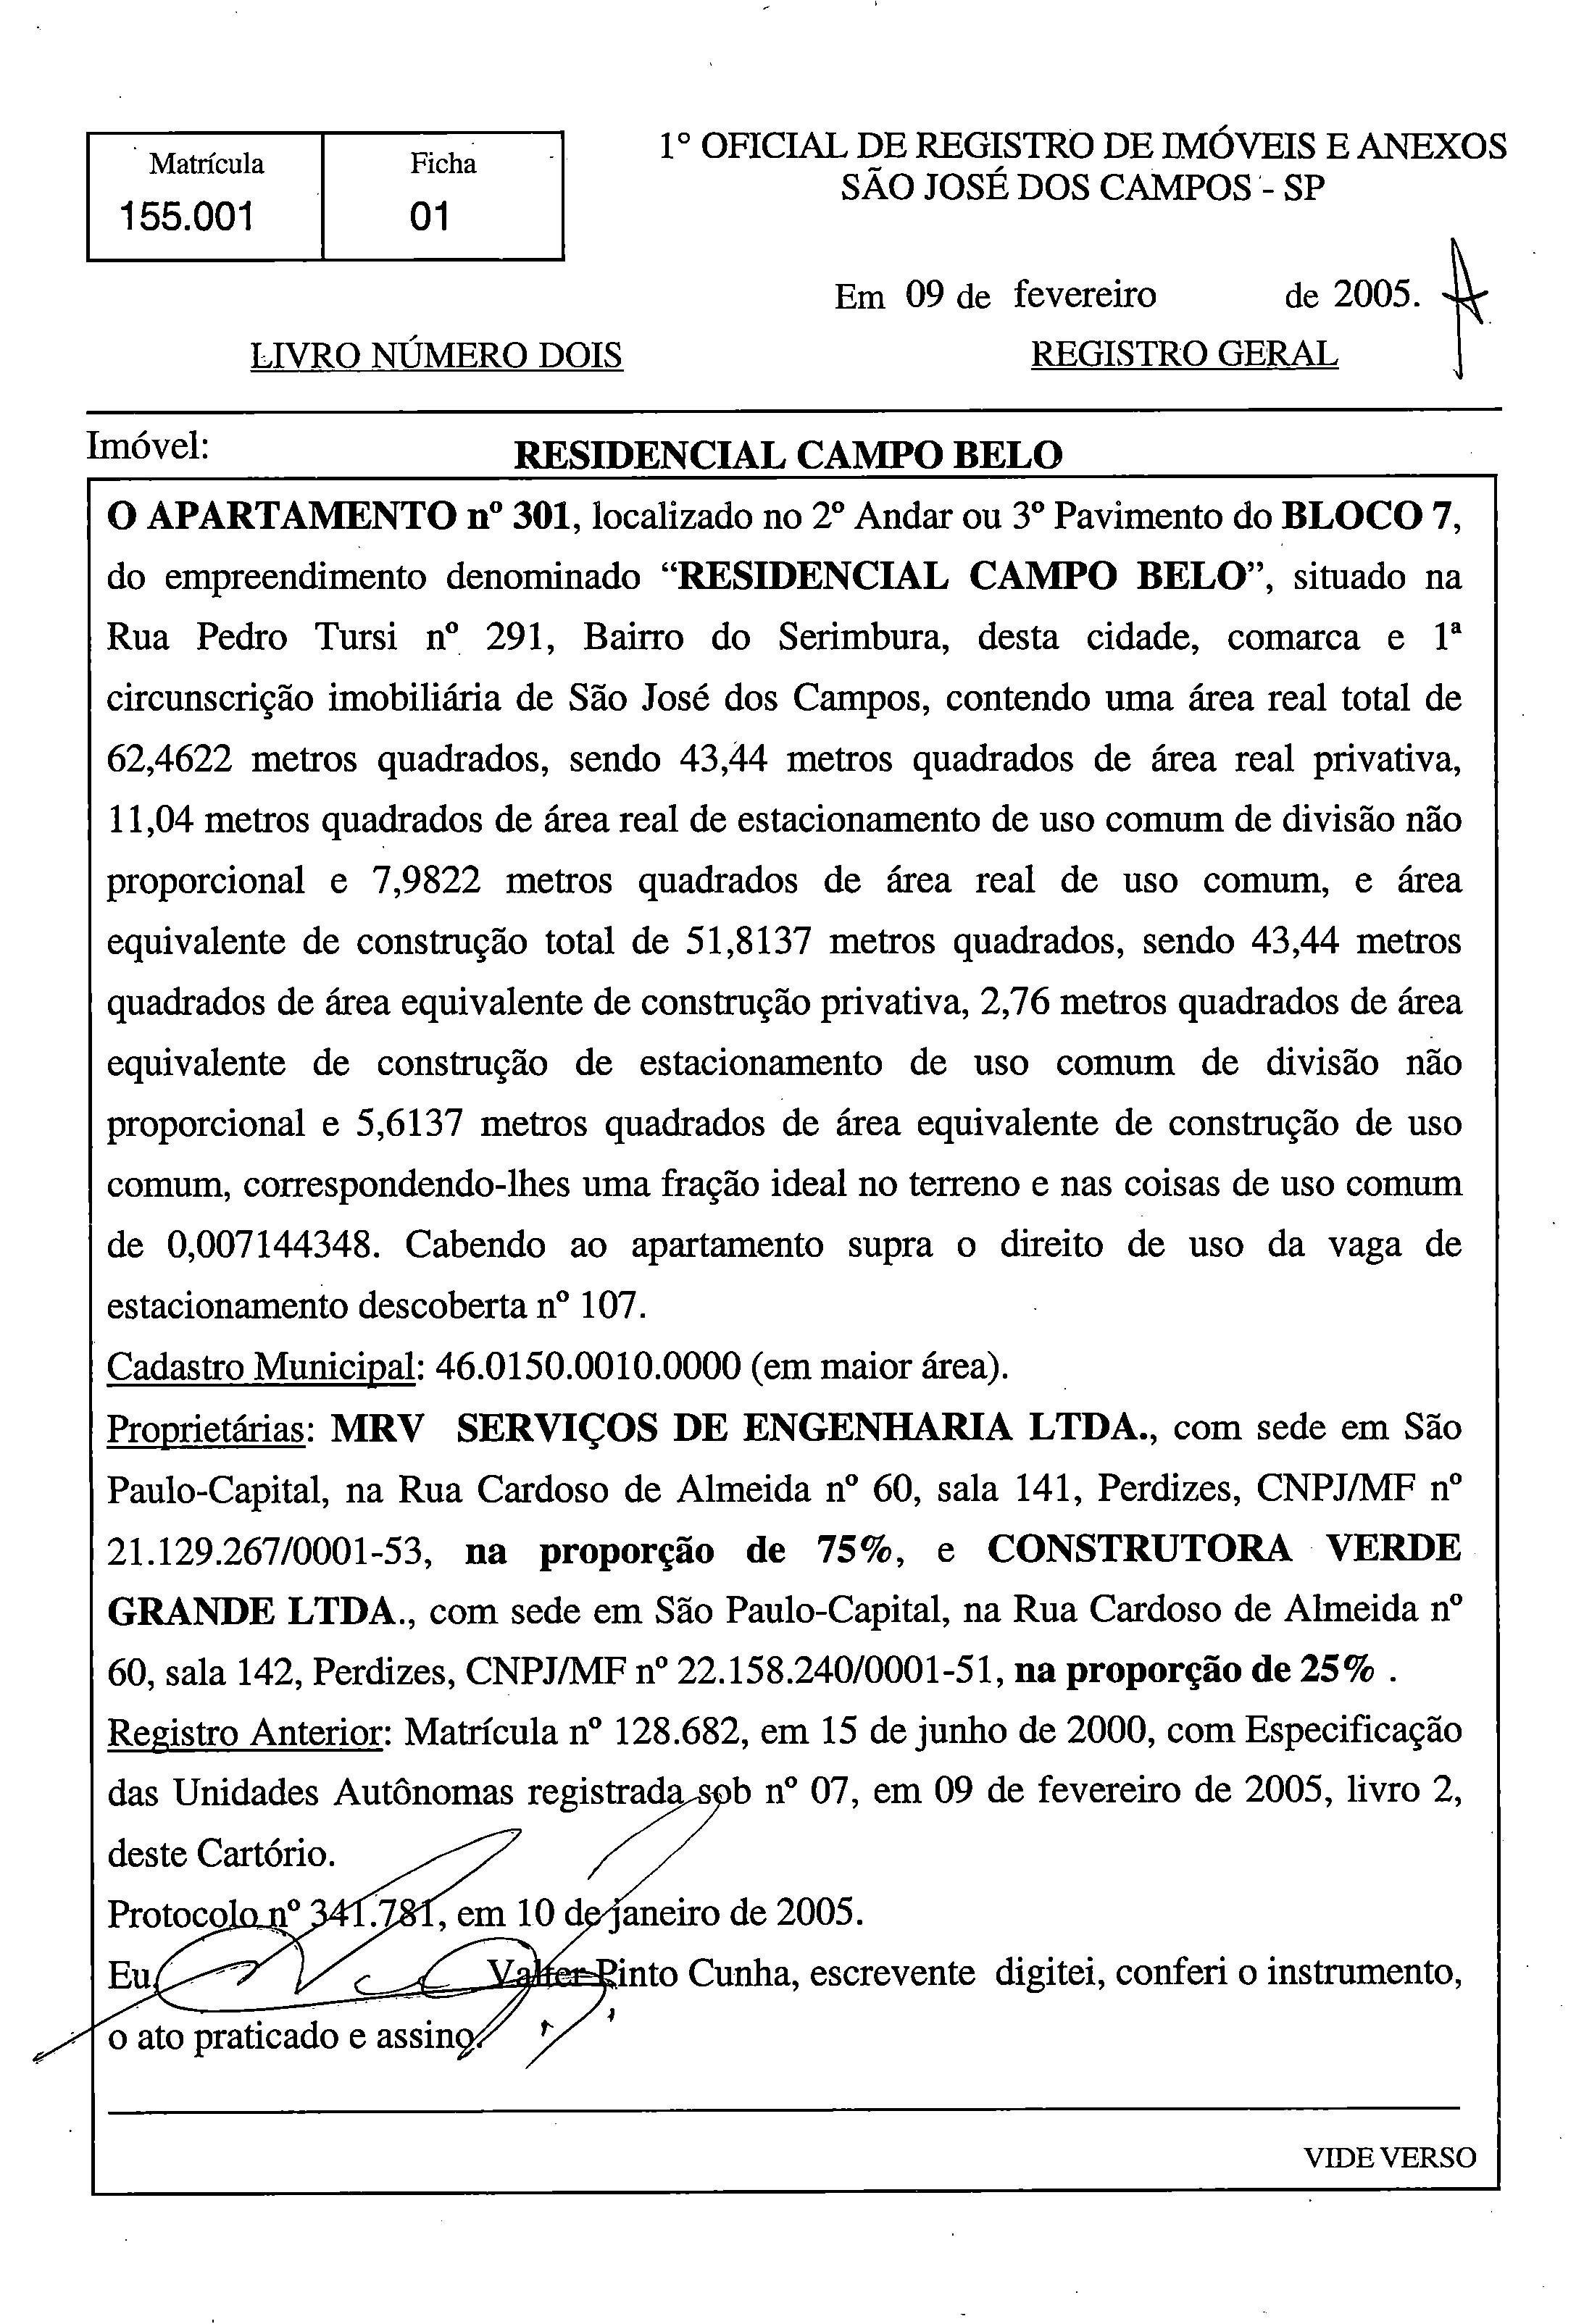 Matrícula
155.001
Ficha
01
1º OFICIAL DE REGISTRO DE IMÓVEIS E ANEXOS
SÃO JOSÉ DOS CAMPOS - SP
Em 09 de fevereiro de 2005.
LIVRO NÚMERO DOIS
REGISTRO GERAL
Imóvel:
RESIDENCIAL CAMPO BELO
O APARTAMENTO nº 301, localizado no 2º Andar ou 3º Pavimento do BLOCO 7,
do empreendimento denominado “RESIDENCIAL CAMPO BELO”, situado na
Rua Pedro Tursi nº 291, Bairro do Serimbura, desta cidade, comarca e 1ª
circunscrição imobiliária de São José dos Campos, contendo uma área real total de
62,4622 metros quadrados, sendo 43,44 metros quadrados de área real privativa,
11,04 metros quadrados de área real de estacionamento de uso comum de divisão não
proporcional e 7,9822 metros quadrados de área real de uso comum, e área
equivalente de construção total de 51,8137 metros quadrados, sendo 43,44 metros
quadrados de área equivalente de construção privativa, 2,76 metros quadrados de área
equivalente de construção de estacionamento de uso comum de divisão não
proporcional e 5,6137 metros quadrados de área equivalente de construção de uso
comum, correspondendo-lhes uma fração ideal no terreno e nas coisas de uso comum
de 0,007144348. Cabendo ao apartamento supra o direito de uso da vaga de
estacionamento descoberta nº 107.
Cadastro Municipal: 46.0150.0010.0000 (em maior área).
Proprietárias: MRV SERVIÇOS DE ENGENHARIA LTDA., com sede em São
Paulo-Capital, na Rua Cardoso de Almeida nº 60, sala 141, Perdizes, CNPJ/MF nº
21.129.267/0001-53, na proporção de 75%, e CONSTRUTORA VERDE
GRANDE LTDA., com sede em São Paulo-Capital, na Rua Cardoso de Almeida nº
60, sala 142, Perdizes, CNPJ/MF nº 22.158.240/0001-51, na proporção de 25% .
Registro Anterior: Matrícula nº 128.682, em 15 de junho de 2000, com Especificação
das Unidades Autônomas registrada sob nº 07, em 09 de fevereiro de 2005, livro 2,
deste Cartório.
Protocolo nº 341.781, em 10 de janeiro de 2005.
Eu, Valter Pinto Cunha, escrevente digitei, conferi o instrumento,
o ato praticado e assino.
VIDE VERSO